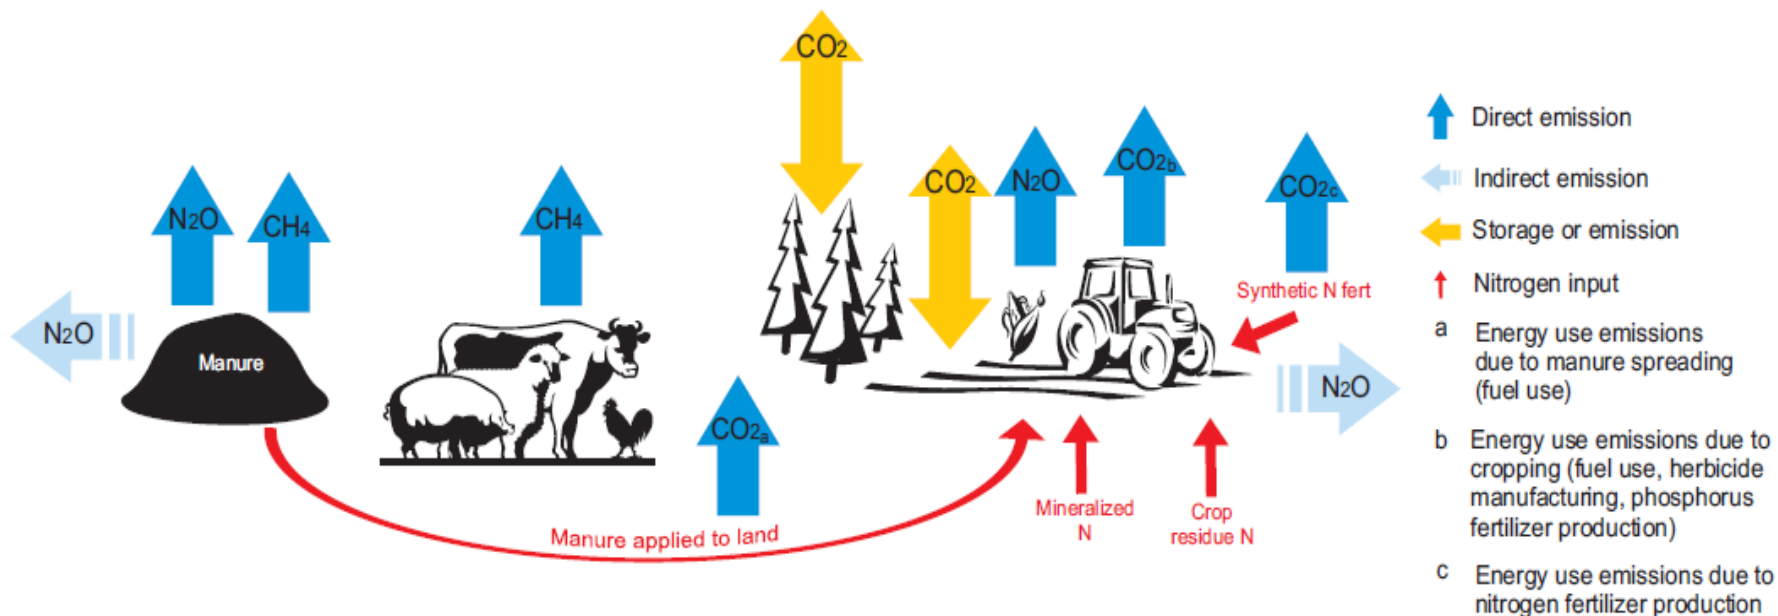 CO2
N2O
CH4
CH4
CO2
N2O
CO2b
CO2c
N2O
Manure
CO2a
Synthetic N fert
N2O
Manure applied to land
Mineralized
N
Crop
residue N
Direct emission
Indirect emission
Storage or emission
Nitrogen input
a Energy use emissions
due to manure spreading
(fuel use)
b Energy use emissions due to
cropping (fuel use, herbicide
manufacturing, phosphorus
fertilizer production)
c Energy use emissions due to
nitrogen fertilizer production